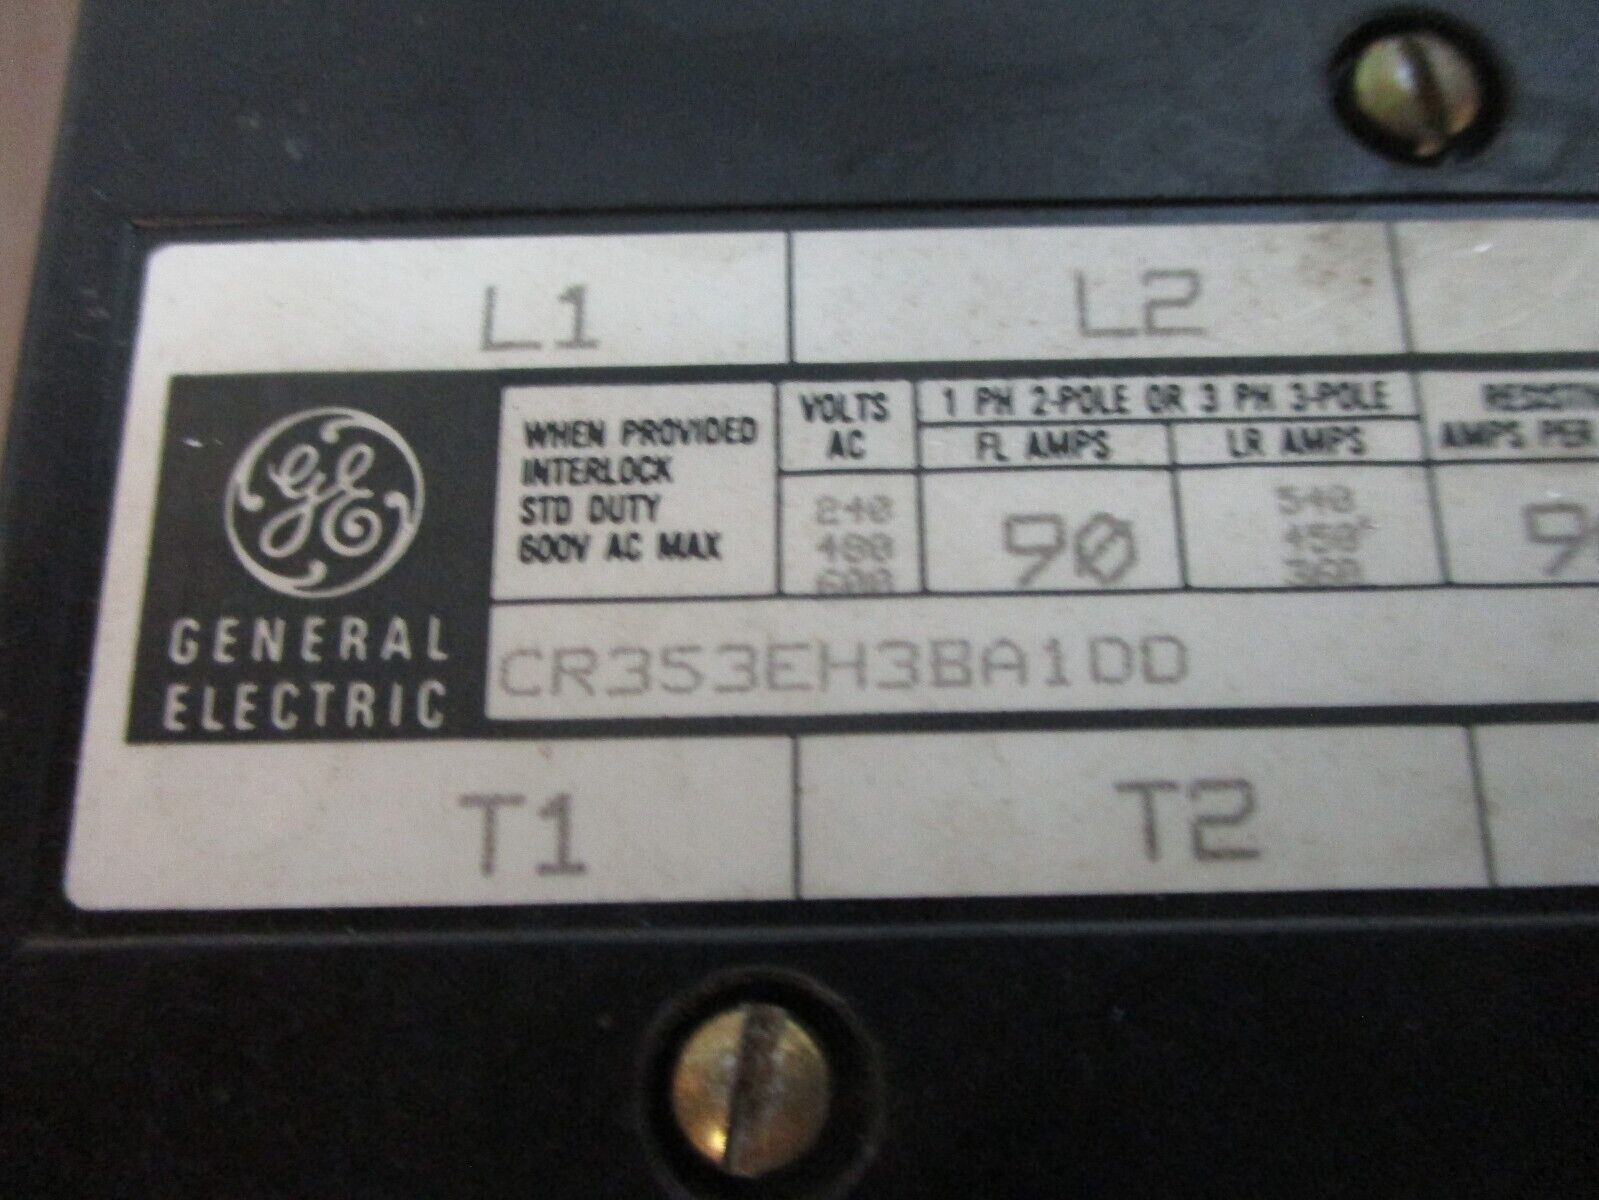 L1 L2
WHEN PROVIDED
INTERLOCK
STD DUTY
600V AC MAX
VOLTS
AC
240
480
600
1 PH 2-POLE OR 3 PH 3-POLE
FL AMPS
90
LR AMPS
540
450
360
AMPS PER
GE
GENERAL
ELECTRIC
CR353EH3BA1DD
T1 T2